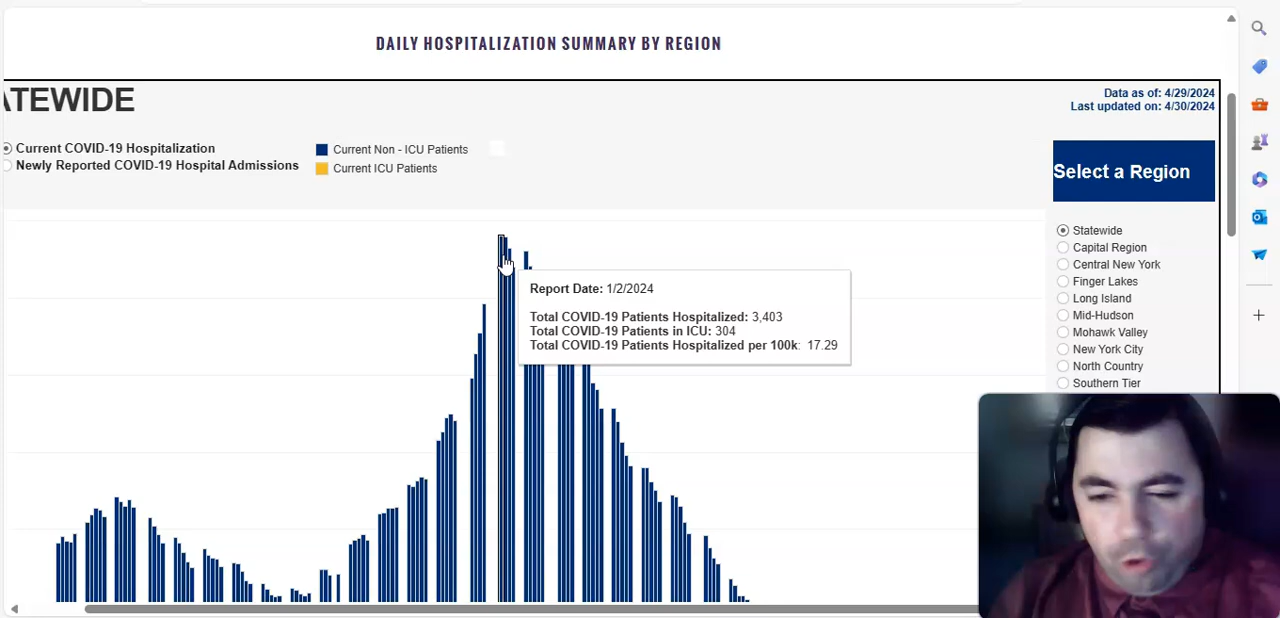 DAILY HOSPITALIZATION SUMMARY BY REGION
ATEWIDE
Data as of: 4/29/2024
Last updated on: 4/30/2024
Current COVID-19 Hospitalization
Newly Reported COVID-19 Hospital Admissions
Current Non - ICU Patients
Current ICU Patients
Select a Region
Statewide
Capital Region
Central New York
Finger Lakes
Long Island
Mid-Hudson
Mohawk Valley
New York City
North Country
Southern Tier
Report Date: 1/2/2024
Total COVID-19 Patients Hospitalized: 3,403
Total COVID-19 Patients in ICU: 304
Total COVID-19 Patients Hospitalized per 100k: 17.29